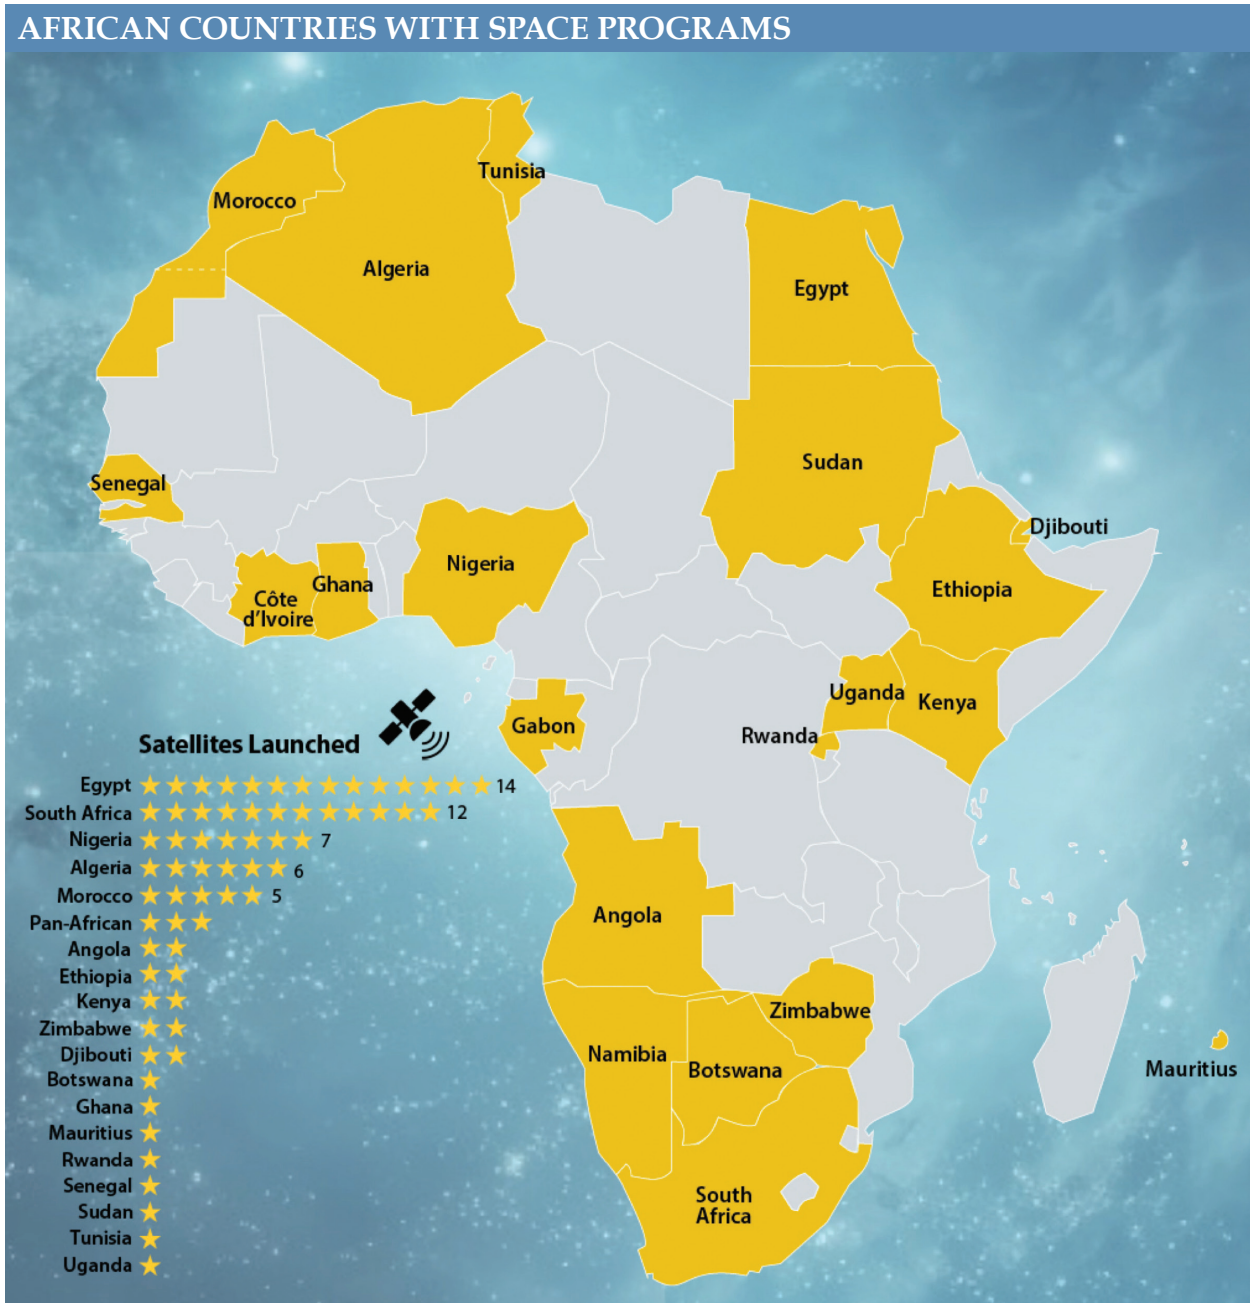 AFRICAN COUNTRIES WITH SPACE PROGRAMS
Tunisia
Morocco
Algeria
Egypt
Sudan
Senegal
Djibouti
Nigeria
Ghana
Côte
d'Ivoire
Ethiopia
Uganda
Kenya
Gabon
Rwanda
Angola
Zimbabwe
Namibia
Botswana
Mauritius
South
Africa
Satellites Launched
Egypt 14
South Africa 12
Nigeria 7
Algeria 6
Morocco 5
Pan-African
Angola
Ethiopia
Kenya
Zimbabwe
Djibouti
Botswana
Ghana
Mauritius
Rwanda
Senegal
Sudan
Tunisia
Uganda